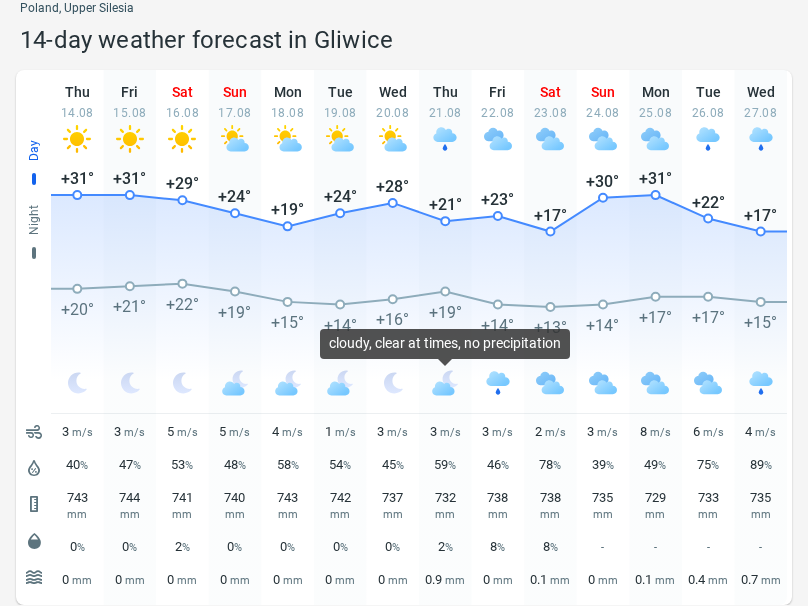 Poland, Upper Silesia
14-day weather forecast in Gliwice
Thu Fri Sat Sun Mon Tue Wed Thu Fri Sat Sun Mon Tue Wed
14.08 15.08 16.08 17.08 18.08 19.08 20.08 21.08 22.08 23.08 24.08 25.08 26.08 27.08
Day
+31° +31° +29° +24° +19° +24° +28° +21° +23° +17° +30° +31° +22° +17°
Night
+20° +21° +22° +19° +15° +14° +16° +19° +14° +13° +14° +17° +17° +15°
cloudy, clear at times, no precipitation
3 m/s 3 m/s 5 m/s 5 m/s 4 m/s 1 m/s 3 m/s 3 m/s 3 m/s 2 m/s 3 m/s 8 m/s 6 m/s 4 m/s
40% 47% 53% 48% 58% 54% 45% 59% 46% 78% 39% 49% 75% 89%
743 744 741 740 743 742 737 732 738 738 735 729 733 735
mm mm mm mm mm mm mm mm mm mm mm mm mm mm
0% 0% 2% 0% 0% 0% 0% 2% 8% 8% - - - -
0 mm 0 mm 0 mm 0 mm 0 mm 0 mm 0 mm 0.9 mm 0 mm 0.1 mm 0 mm 0.1 mm 0.4 mm 0.7 mm